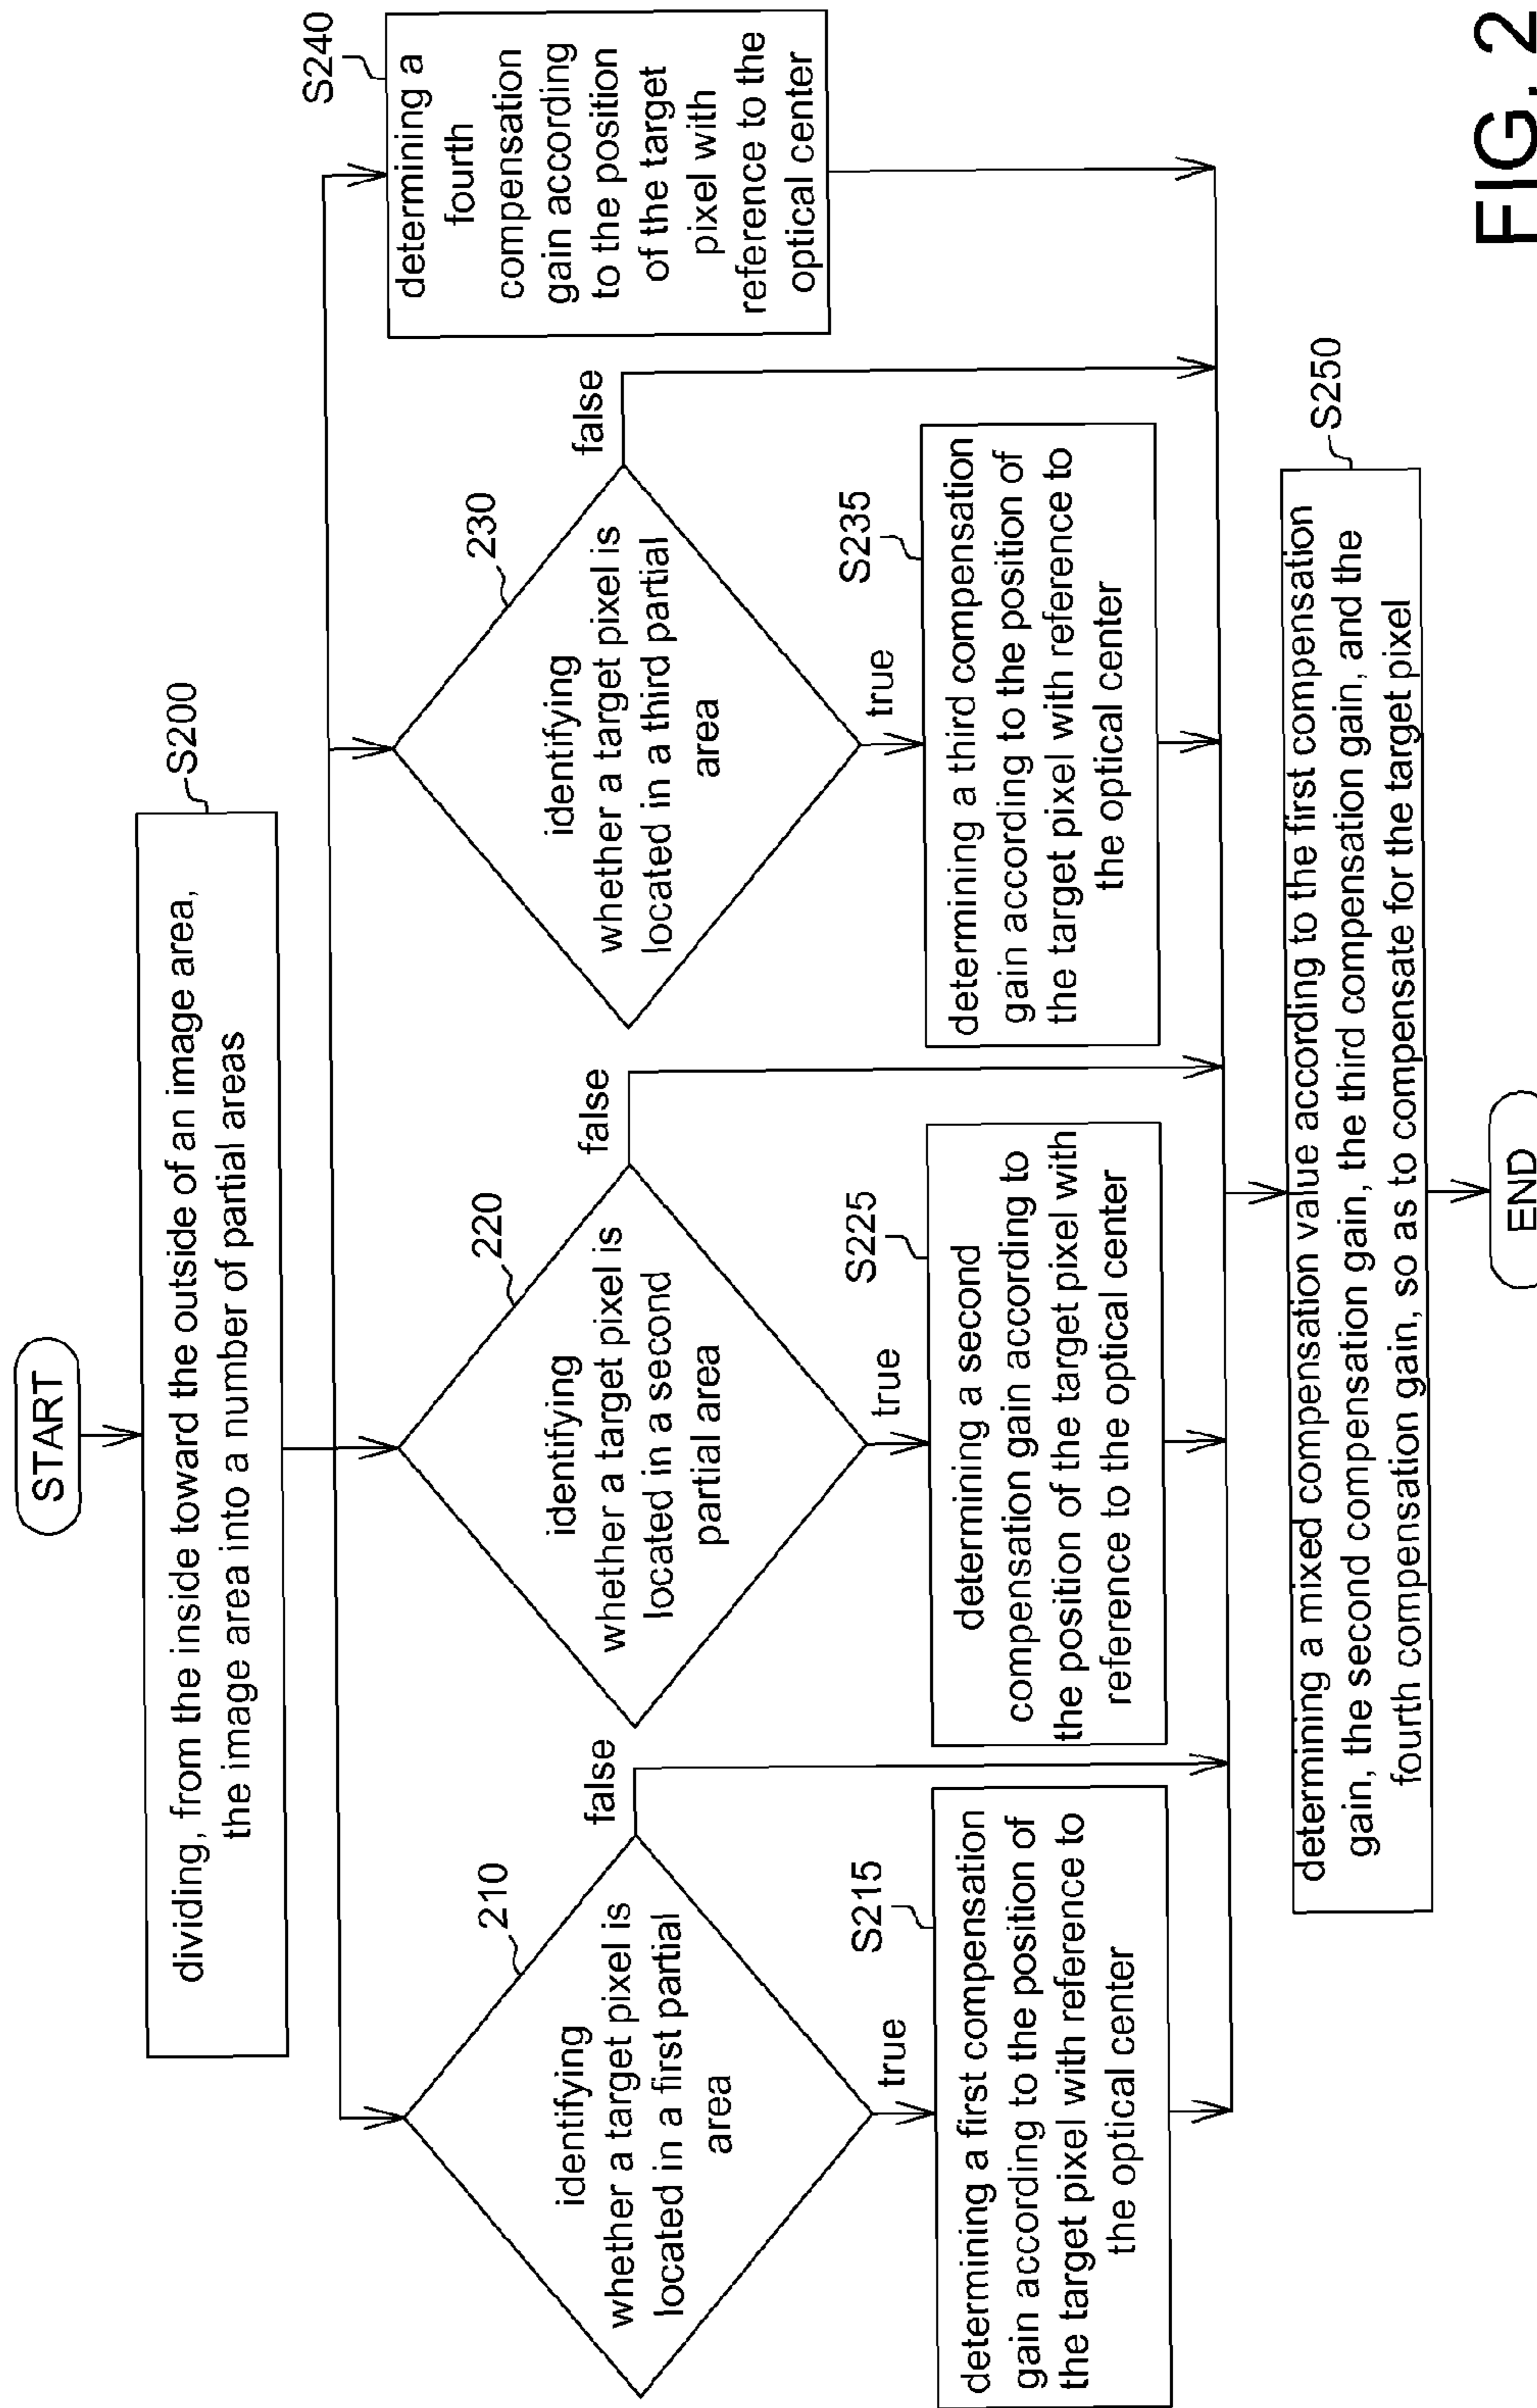 START
S200
dividing, from the inside toward the outside of an image area,
the image area into a number of partial areas
210
identifying
whether a target pixel is
located in a first partial
area
false
true
S215
determining a first compensation
gain according to the position of
the target pixel with reference to
the optical center
220
identifying
whether a target pixel is
located in a second
partial area
false
true
S225
determining a second
compensation gain according to
the position of the target pixel with
reference to the optical center
230
identifying
whether a target pixel is
located in a third partial
area
false
true
S235
determining a third compensation
gain according to the position of
the target pixel with reference to
the optical center
S240
determining a
fourth
compensation
gain according
to the position
of the target
pixel with
reference to the
optical center
S250
determining a mixed compensation value according to the first compensation
gain, the second compensation gain, the third compensation gain, and the
fourth compensation gain, so as to compensate for the target pixel
END
FIG. 2